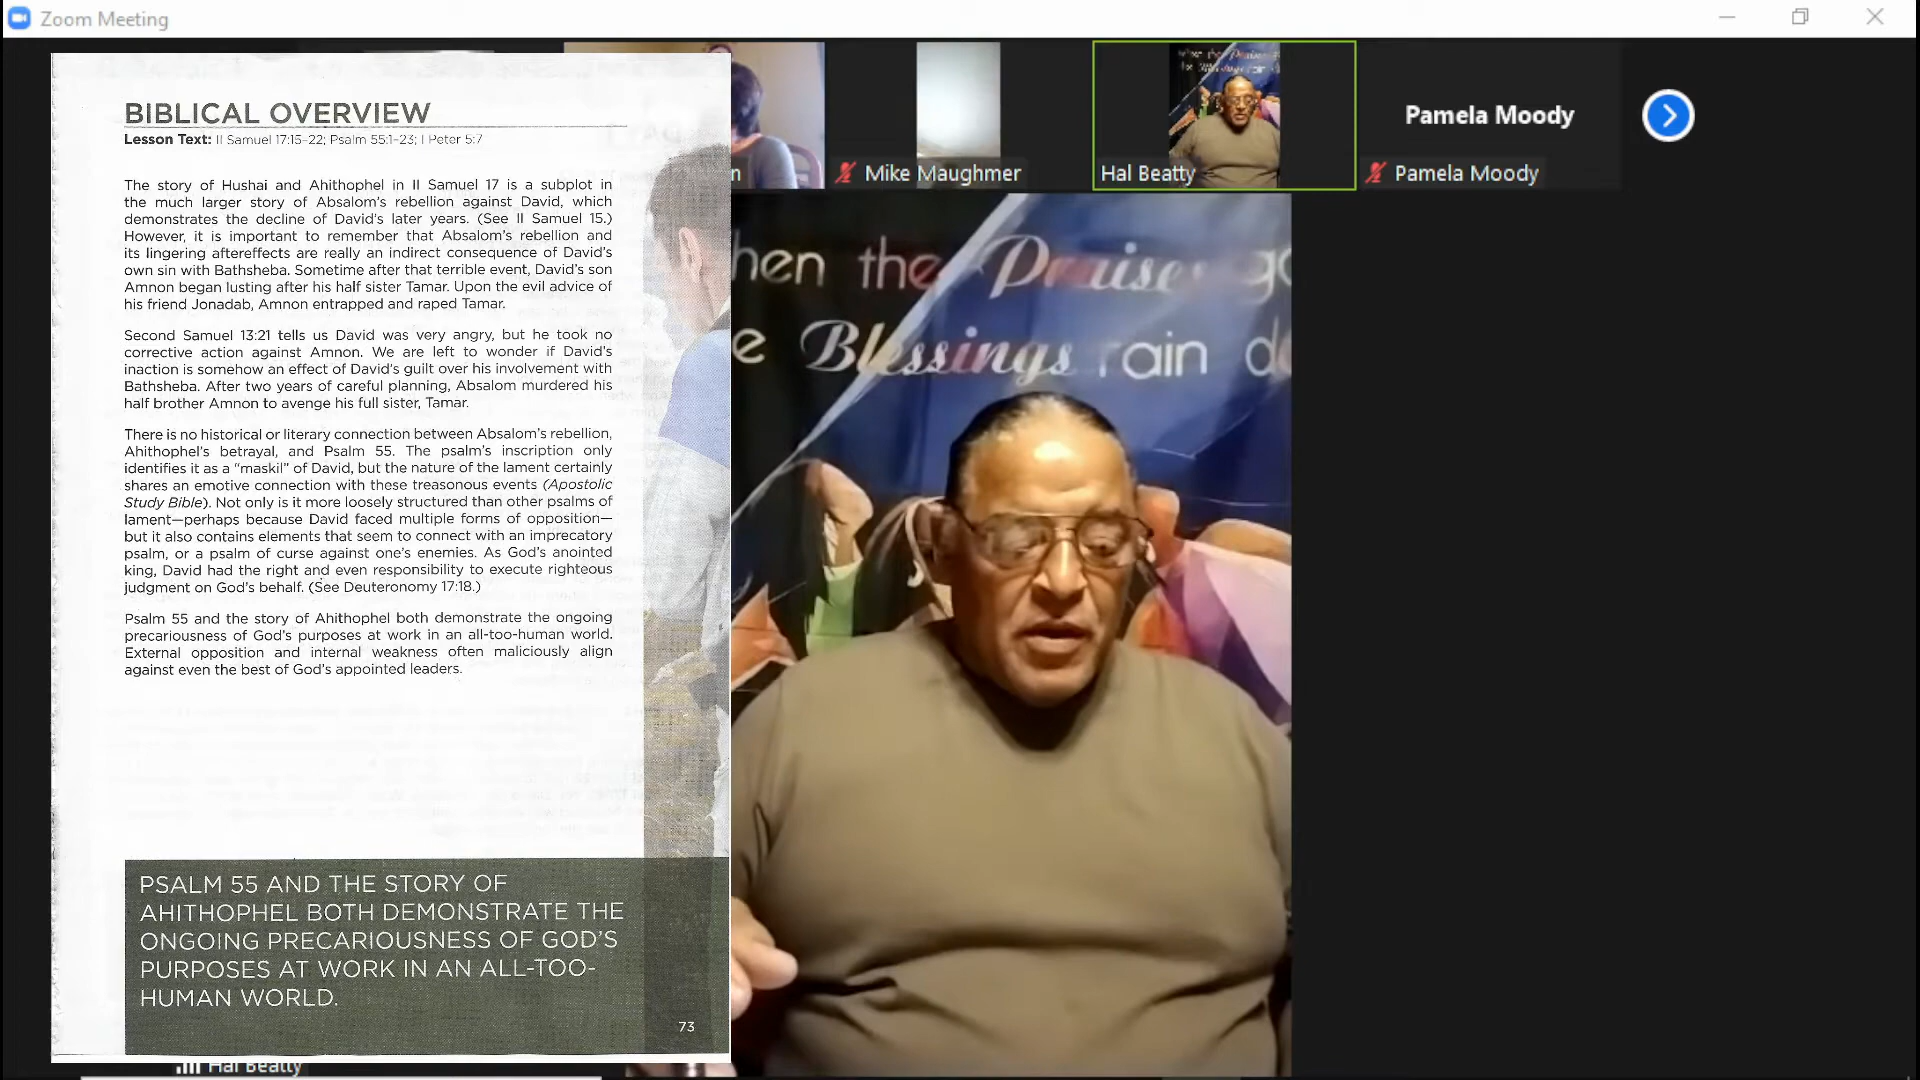 Zoom Meeting
BIBLICAL OVERVIEW
Lesson Text: II Samuel 17:15–22; Psalm 55:1–23; I Peter 5:7
The story of Hushai and Ahithophel in II Samuel 17 is a subplot in
the much larger story of Absalom's rebellion against David, which
demonstrates the decline of David's later years. (See II Samuel 15.)
However, it is important to remember that Absalom's rebellion and
its lingering aftereffects are really an indirect consequence of David's
own sin with Bathsheba. Sometime after that terrible event, David's son
Amnon began lusting after his half sister Tamar. Upon the evil advice of
his friend Jonadab, Amnon entrapped and raped Tamar.
Second Samuel 13:21 tells us David was very angry, but he took no
corrective action against Amnon. We are left to wonder if David's
inaction is somehow an effect of David's guilt over his involvement with
Bathsheba. After two years of careful planning, Absalom murdered his
half brother Amnon to avenge his full sister, Tamar.
There is no historical or literary connection between Absalom's rebellion,
Ahithophel's betrayal, and Psalm 55. The psalm's inscription only
identifies it as a "maskil" of David, but the nature of the lament certainly
shares an emotive connection with these treasonous events (Apostolic
Study Bible). Not only is it more loosely structured than other psalms of
lament—perhaps because David faced multiple forms of opposition—
but it also contains elements that seem to connect with an imprecatory
psalm, or a psalm of curse against one's enemies. As God's anointed
king, David had the right and even responsibility to execute righteous
judgment on God's behalf. (See Deuteronomy 17:18.)
Psalm 55 and the story of Ahithophel both demonstrate the ongoing
precariousness of God's purposes at work in an all-too-human world.
External opposition and internal weakness often maliciously align
against even the best of God's appointed leaders.
PSALM 55 AND THE STORY OF
AHITHOPHEL BOTH DEMONSTRATE THE
ONGOING PRECARIOUSNESS OF GOD'S
PURPOSES AT WORK IN AN ALL-TOO-
HUMAN WORLD.
73
Hal Beatty
n
Mike Maughmer
Hal Beatty
Pamela Moody
Pamela Moody
hen the Praises go
e Blessings rain do